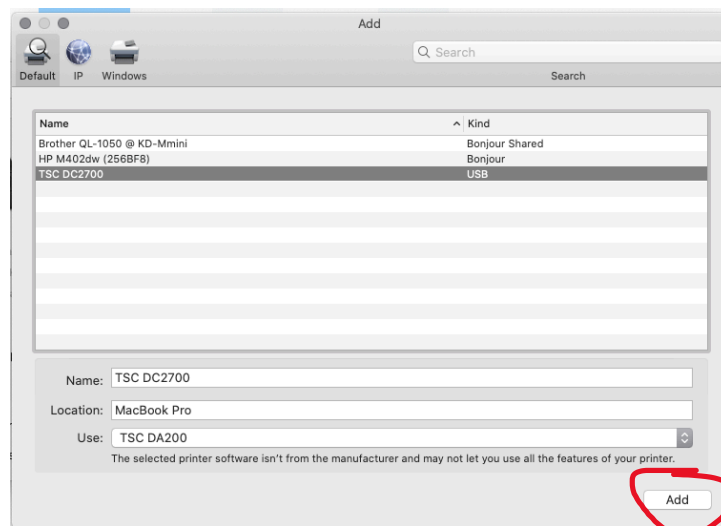 Add
Search
Default IP Windows
Search
Name Kind
Brother QL-1050 @ KD-Mmini Bonjour Shared
HP M402dw (256BF8) Bonjour
TSC DC2700 USB
Name: TSC DC2700
Location: MacBook Pro
Use: TSC DA200
The selected printer software isn't from the manufacturer and may not let you use all the features of your printer.
Add